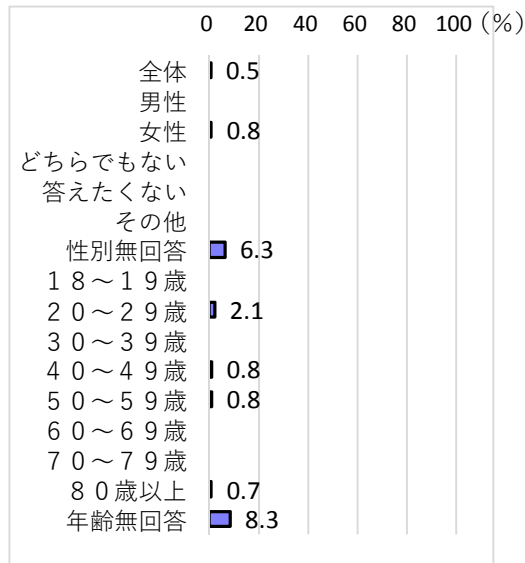 0 20 40 60 80 100 (%)
全体 0.5
男性
女性 0.8
どちらでもない
答えたくない
その他
性別無回答 6.3
１８～１９歳
２０～２９歳 2.1
３０～３９歳
４０～４９歳 0.8
５０～５９歳 0.8
６０～６９歳
７０～７９歳
８０歳以上 0.7
年齢無回答 8.3